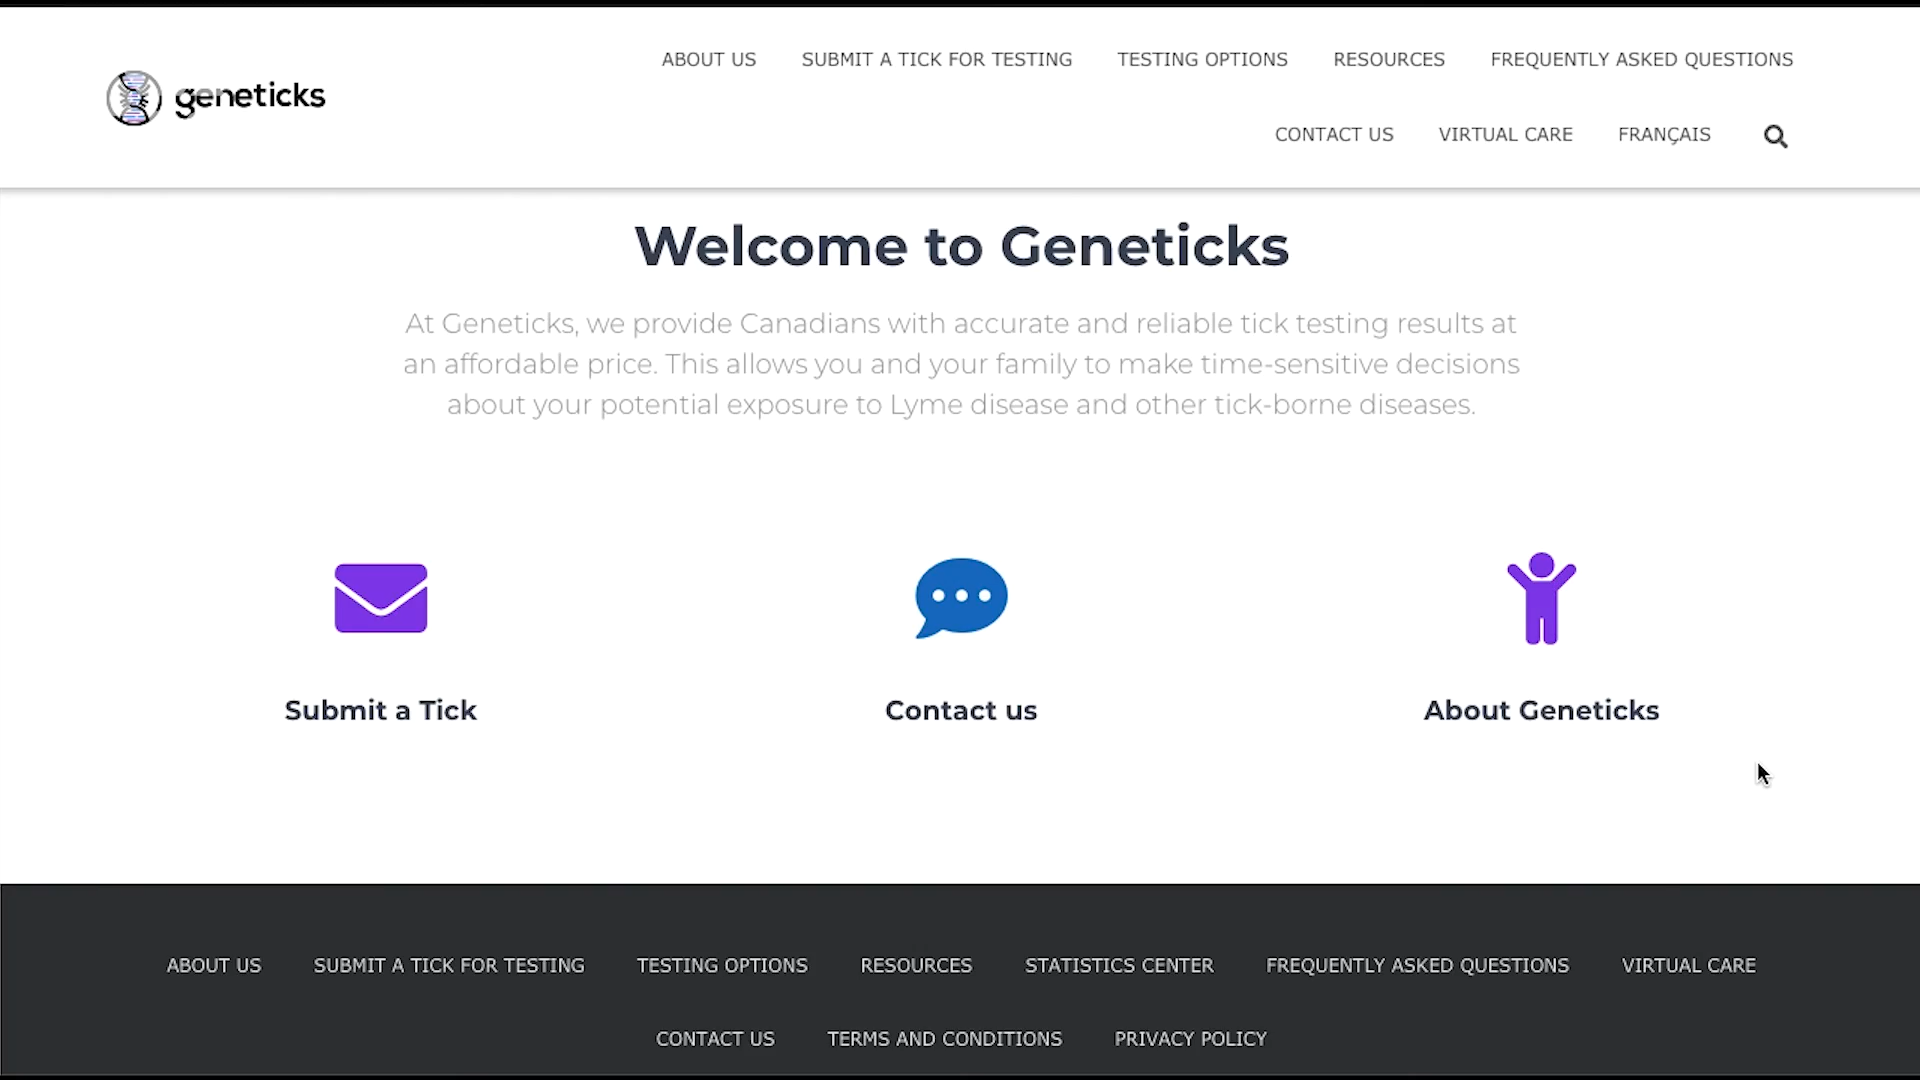 ABOUT US SUBMIT A TICK FOR TESTING TESTING OPTIONS RESOURCES FREQUENTLY ASKED QUESTIONS
geneticks
CONTACT US VIRTUAL CARE FRANÇAIS
Welcome to Geneticks
At Geneticks, we provide Canadians with accurate and reliable tick testing results at
an affordable price. This allows you and your family to make time-sensitive decisions
about your potential exposure to Lyme disease and other tick-borne diseases.
Submit a Tick Contact us About Geneticks
ABOUT US SUBMIT A TICK FOR TESTING TESTING OPTIONS RESOURCES STATISTICS CENTER FREQUENTLY ASKED QUESTIONS VIRTUAL CARE
CONTACT US TERMS AND CONDITIONS PRIVACY POLICY